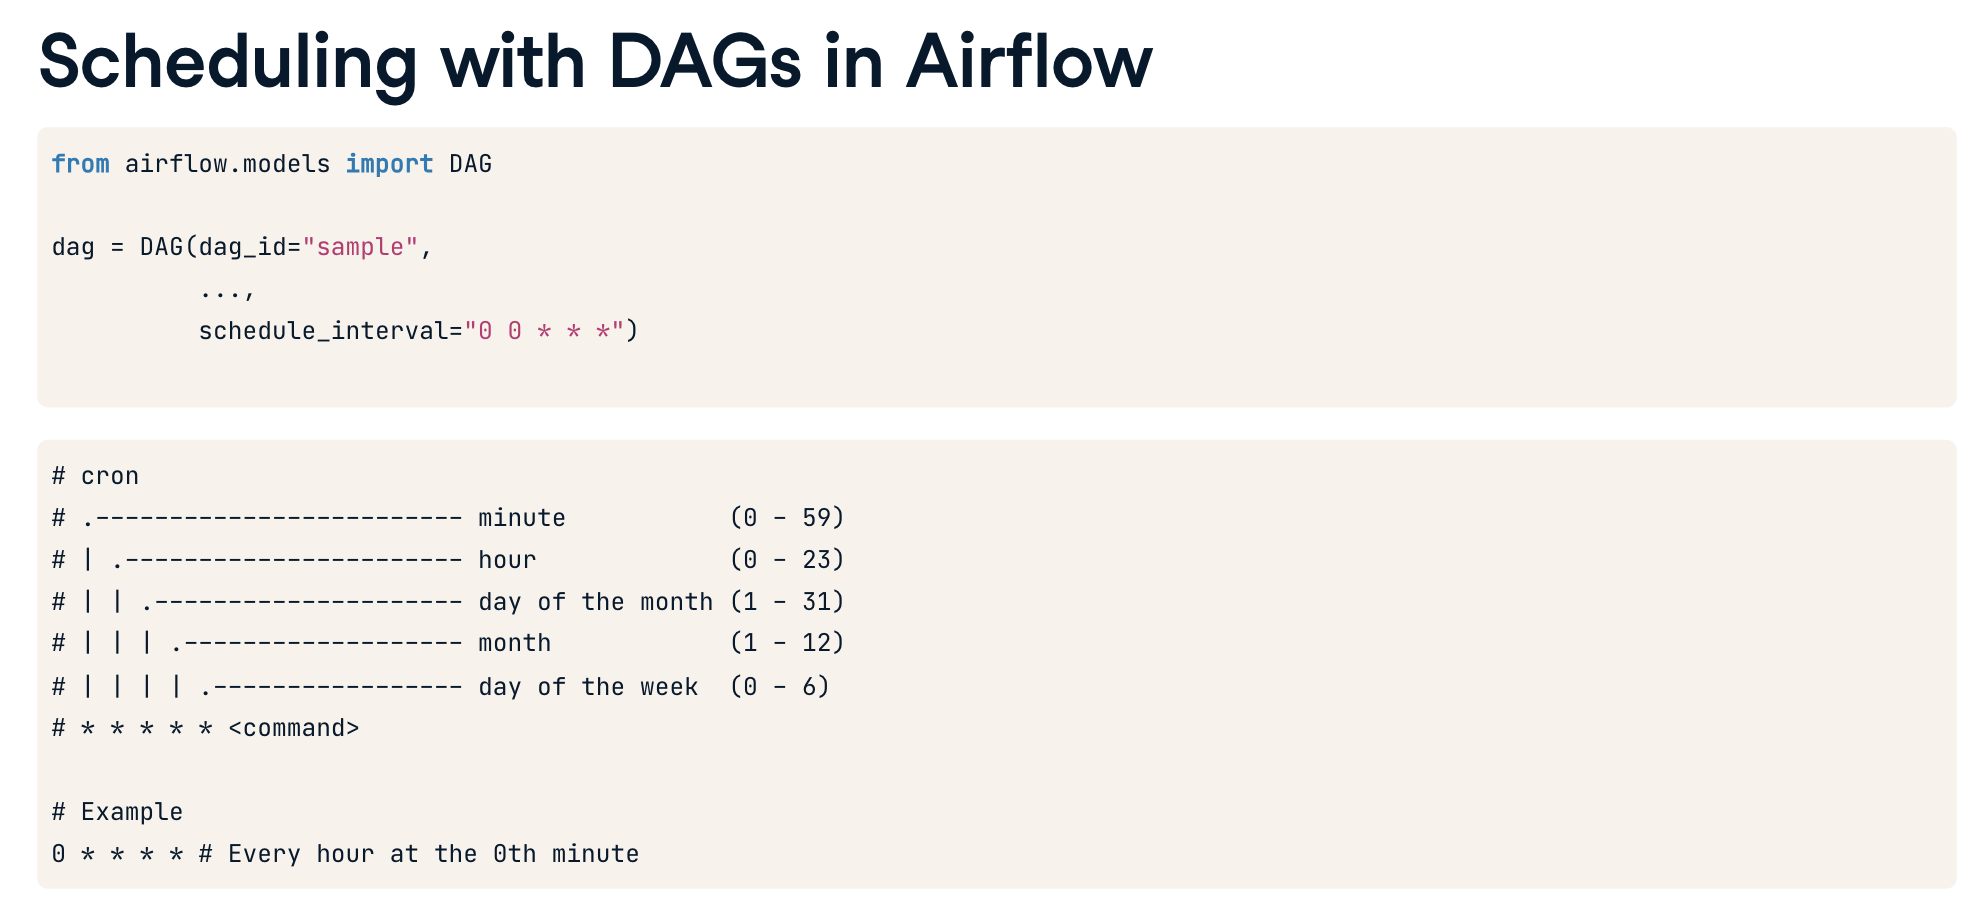 Scheduling with DAGs in Airflow
from airflow.models import DAG
dag = DAG(dag_id="sample",
          ...,
          schedule_interval="0 0 * * *")
# cron
# .------------------------- minute           (0 - 59)
# | .----------------------- hour             (0 - 23)
# | | .--------------------- day of the month (1 - 31)
# | | | .------------------- month            (1 - 12)
# | | | | .----------------- day of the week  (0 - 6)
# * * * * * <command>
# Example
0 * * * * # Every hour at the 0th minute